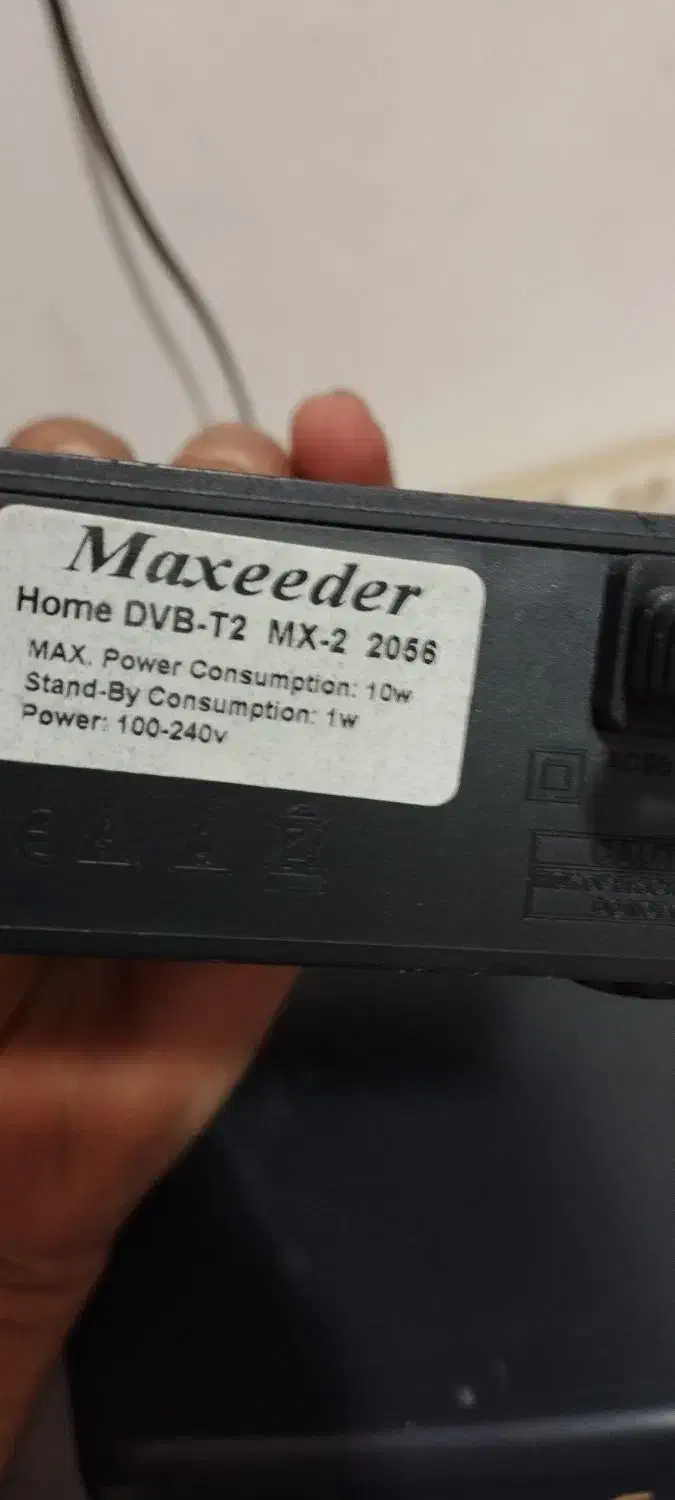 Maxeeder
Home DVB-T2 MX-2 2056
MAX. Power Consumption: 10w
Stand-By Consumption: 1w
Power: 100-240v